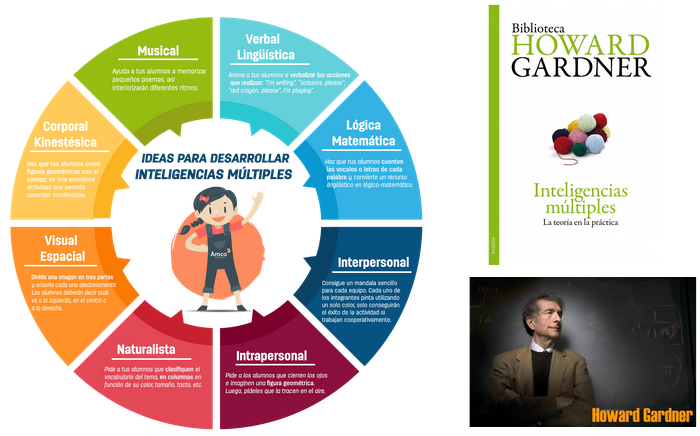 Musical
Ayuda a tus alumnos a memorizar
pequeños poemas, así
interiorizarán diferentes ritmos.
Verbal
Lingüística
Anima a tus alumnos a verbalizar las acciones
que realizan: "I'm writing", "scissors, please";
"red crayon, please", I'm playing".
Lógica
Matemática
Haz que tus alumnos cuenten
las vocales o letras de cada
palabra y convierte un recurso
lingüístico en lógico-matemático.
Interpersonal
Consigue un mandala sencillo
para cada equipo. Cada uno de
los integrantes pinta utilizando
un solo color, solo conseguirán
el éxito de la actividad si
trabajan cooperativamente.
Intrapersonal
Pide a los alumnos que cierren los ojos
e imaginen una figura geométrica.
Luego, pídeles que la tracen en el aire.
Naturalista
Pide a tus alumnos que clasifiquen el
vocabulario del tema, en columnas en
función de su color, tamaño, tacto, etc.
Visual
Espacial
Divide una imagen en tres partes
y enseña cada una aleatoriamente.
Los alumnos deberán decir cuál
va a la izquierda, en el centro o
a la derecha.
Corporal
Kinestésica
Haz que tus alumnos creen
figuras geométricas con el
cuerpo, es una excelente
actividad que permite
aprender moviéndose.
IDEAS PARA DESARROLLAR
INTELIGENCIAS MÚLTIPLES
Amco
Biblioteca
HOWARD
GARDNER
Inteligencias
múltiples
La teoría en la práctica
PAIDÓS
Howard Gardner